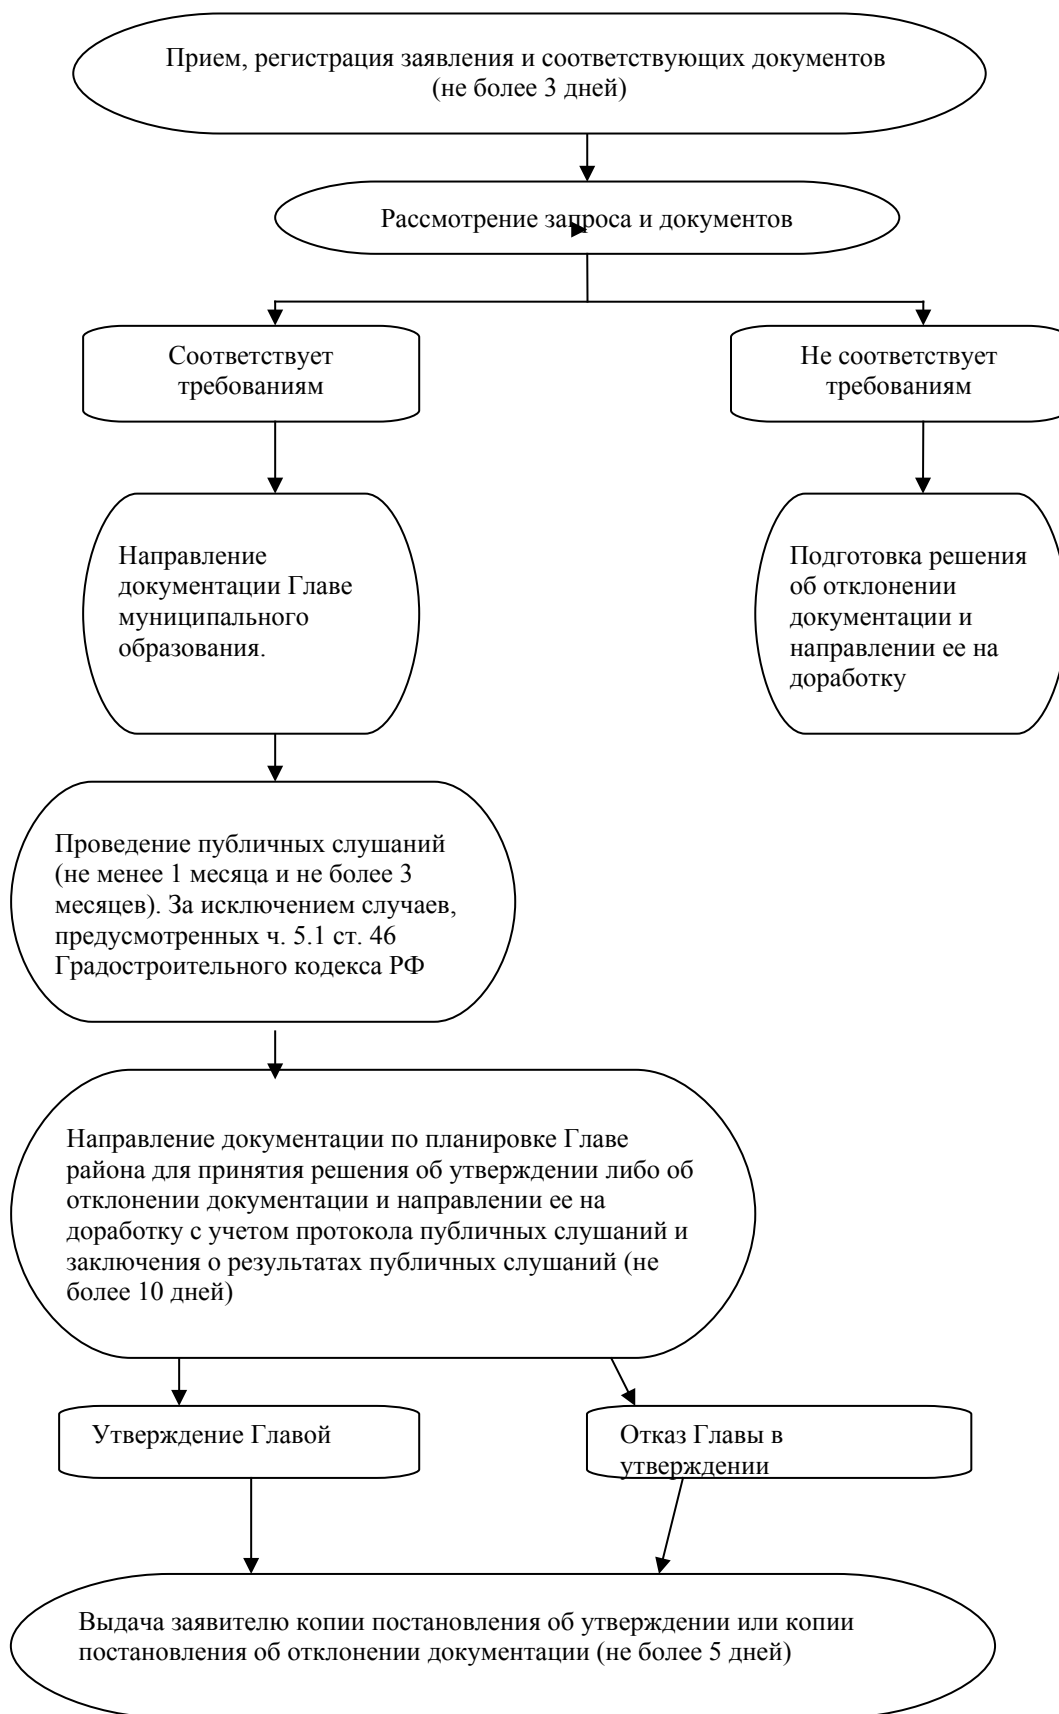 Прием, регистрация заявления и соответствующих документов
(не более 3 дней)
Рассмотрение запроса и документов
Соответствует
требованиям
Не соответствует
требованиям
Направление
документации Главе
муниципального
образования.
Подготовка решения
об отклонении
документации и
направлении ее на
доработку
Проведение публичных слушаний
(не менее 1 месяца и не более 3
месяцев). За исключением случаев,
предусмотренных ч. 5.1 ст. 46
Градостроительного кодекса РФ
Направление документации по планировке Главе
района для принятия решения об утверждении либо об
отклонении документации и направлении ее на
доработку с учетом протокола публичных слушаний и
заключения о результатах публичных слушаний (не
более 10 дней)
Утверждение Главой
Отказ Главы в
утверждении
Выдача заявителю копии постановления об утверждении или копии
постановления об отклонении документации (не более 5 дней)